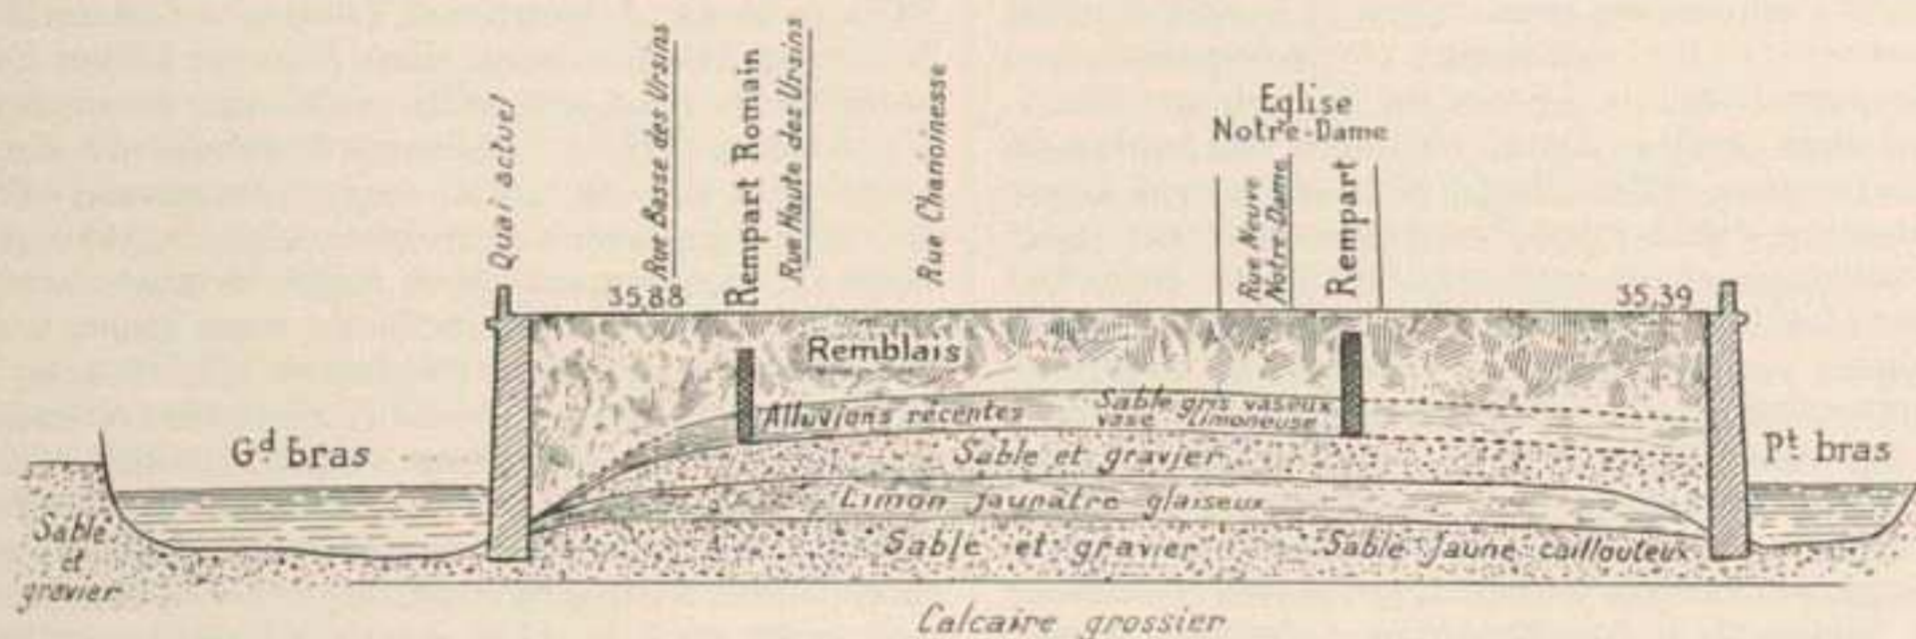 Quai actuel
Rue Basse des Ursins
35,88
Rempart Romain
Rue Haute des Ursins
Rue Chanoinesse
Eglise
Notre-Dame
Rue Neuve
Notre Dame
Rempart
35,39
Remblais
Alluvions récentes
Sable gris vaseux
vase Limoneuse
Gd bras
Pt bras
Sable et gravier
Limon jaunâtre glaiseux
Sable
et
gravier
Sable et gravier
Sable jaune caillouteux
Calcaire grossier